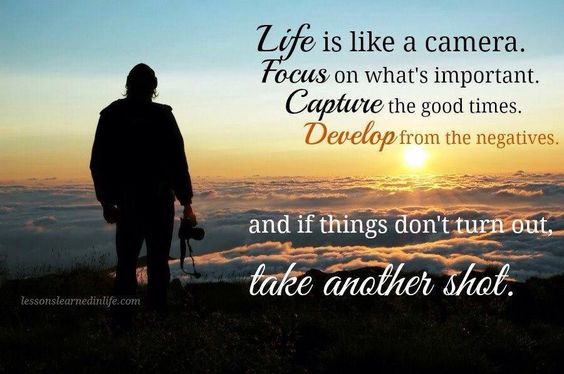 Life is like a camera.
Focus on what's important.
Capture the good times.
Develop from the negatives.
and if things don't turn out,
take another shot.
lessonslearnedinlife.com